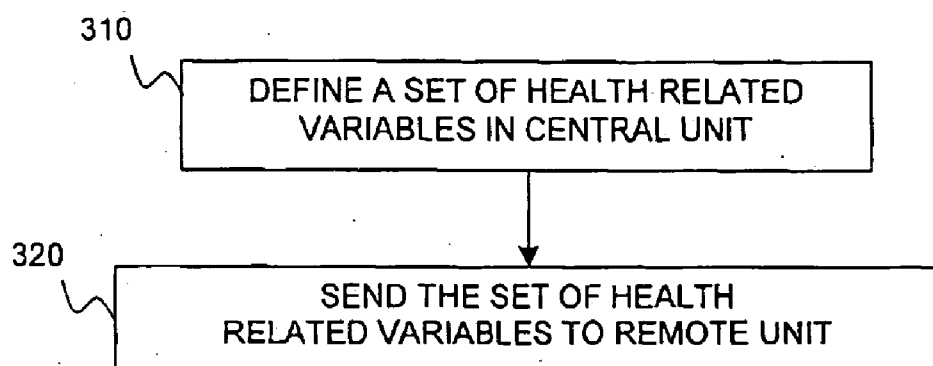 310
DEFINE A SET OF HEALTH RELATED
VARIABLES IN CENTRAL UNIT
320
SEND THE SET OF HEALTH
RELATED VARIABLES TO REMOTE UNIT